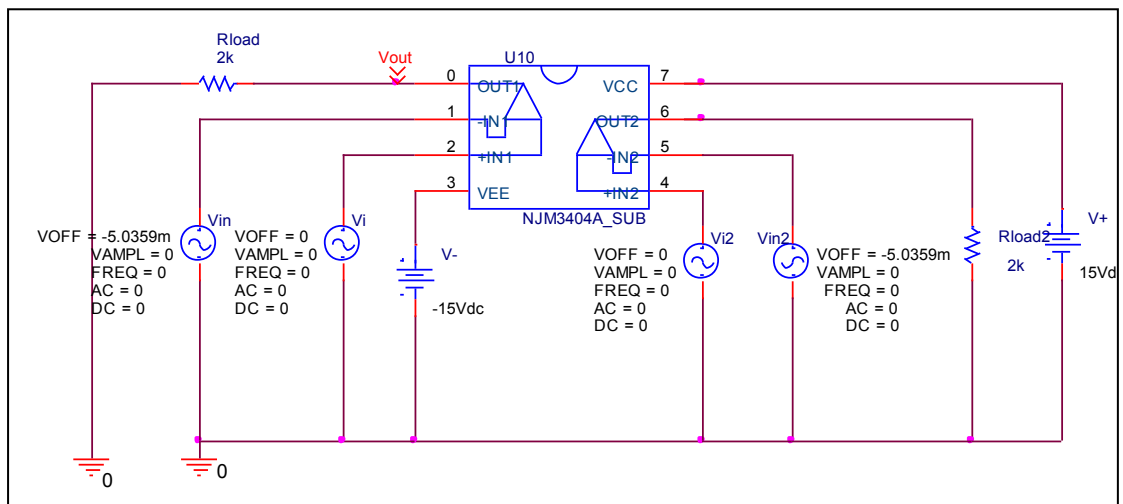 Rload
2k
Vout
U10
0
OUT1
1
-IN1
2
+IN1
3
VEE
VCC
7
OUT2
6
-IN2
5
+IN2
4
NJM3404A_SUB
Vin
VOFF = -5.0359m
VAMPL = 0
FREQ = 0
AC = 0
DC = 0
Vi
VOFF = 0
VAMPL = 0
FREQ = 0
AC = 0
DC = 0
V-
-15Vdc
Vi2
VOFF = 0
VAMPL = 0
FREQ = 0
AC = 0
DC = 0
Vin2
VOFF = -5.0359m
VAMPL = 0
FREQ = 0
AC = 0
DC = 0
Rload2
2k
V+
15Vd
0
0